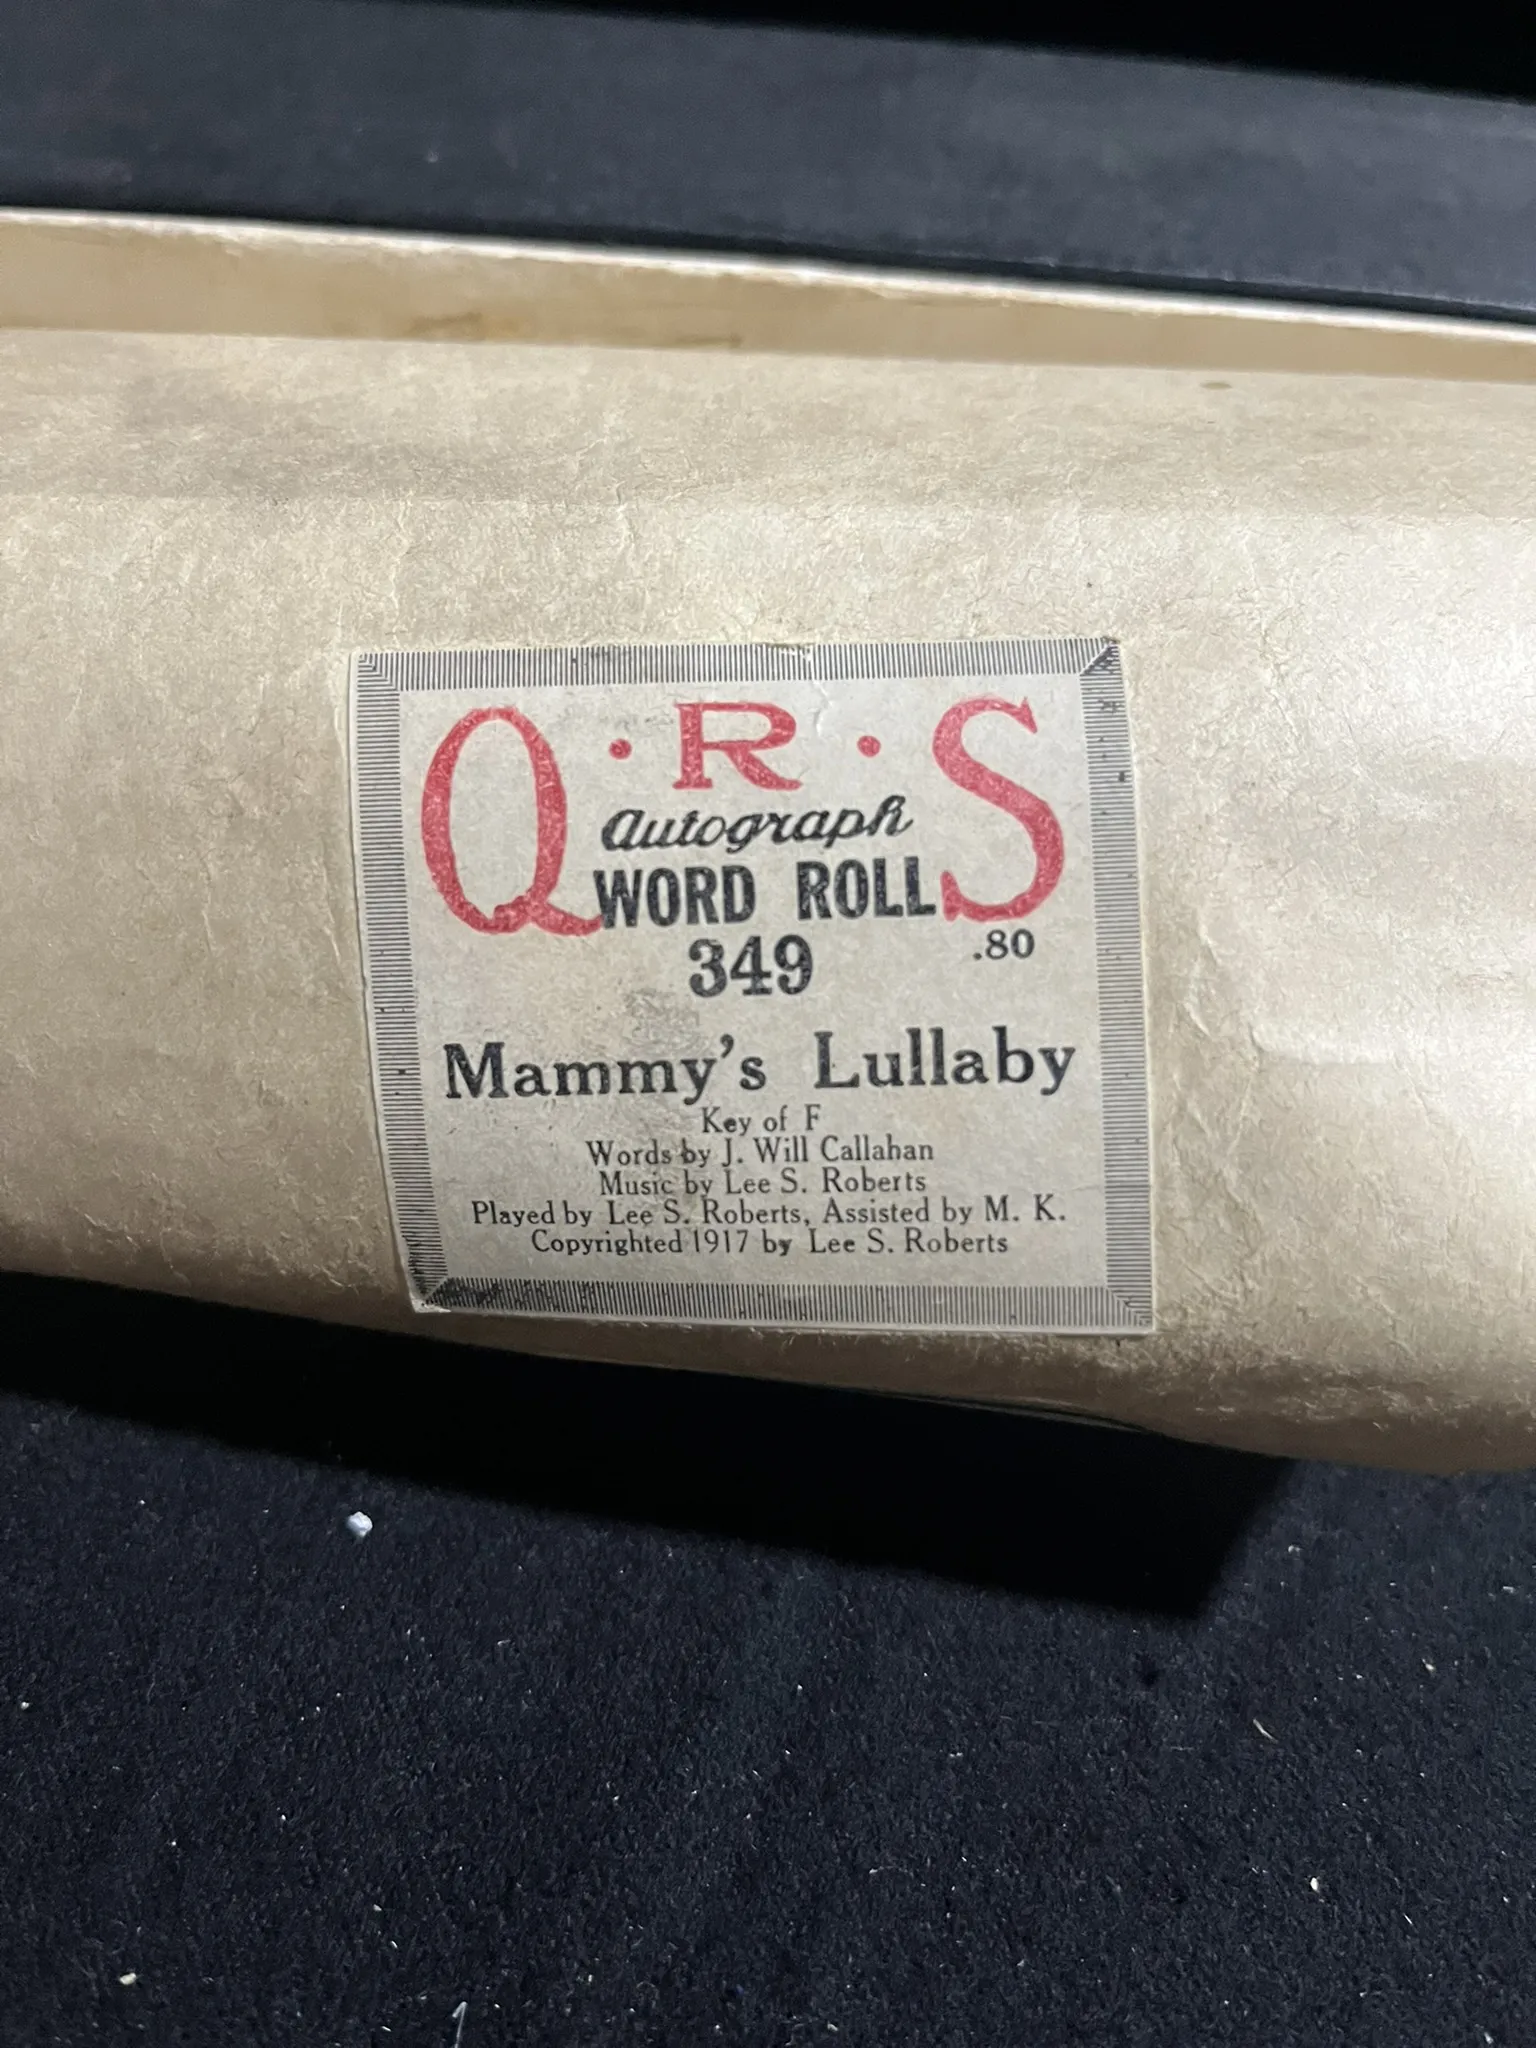 Q·R·S
Autograph
WORD ROLL
349 .80
Mammy's Lullaby
Key of F
Words by J. Will Callahan
Music by Lee S. Roberts
Played by Lee S. Roberts, Assisted by M. K.
Copyrighted 1917 by Lee S. Roberts